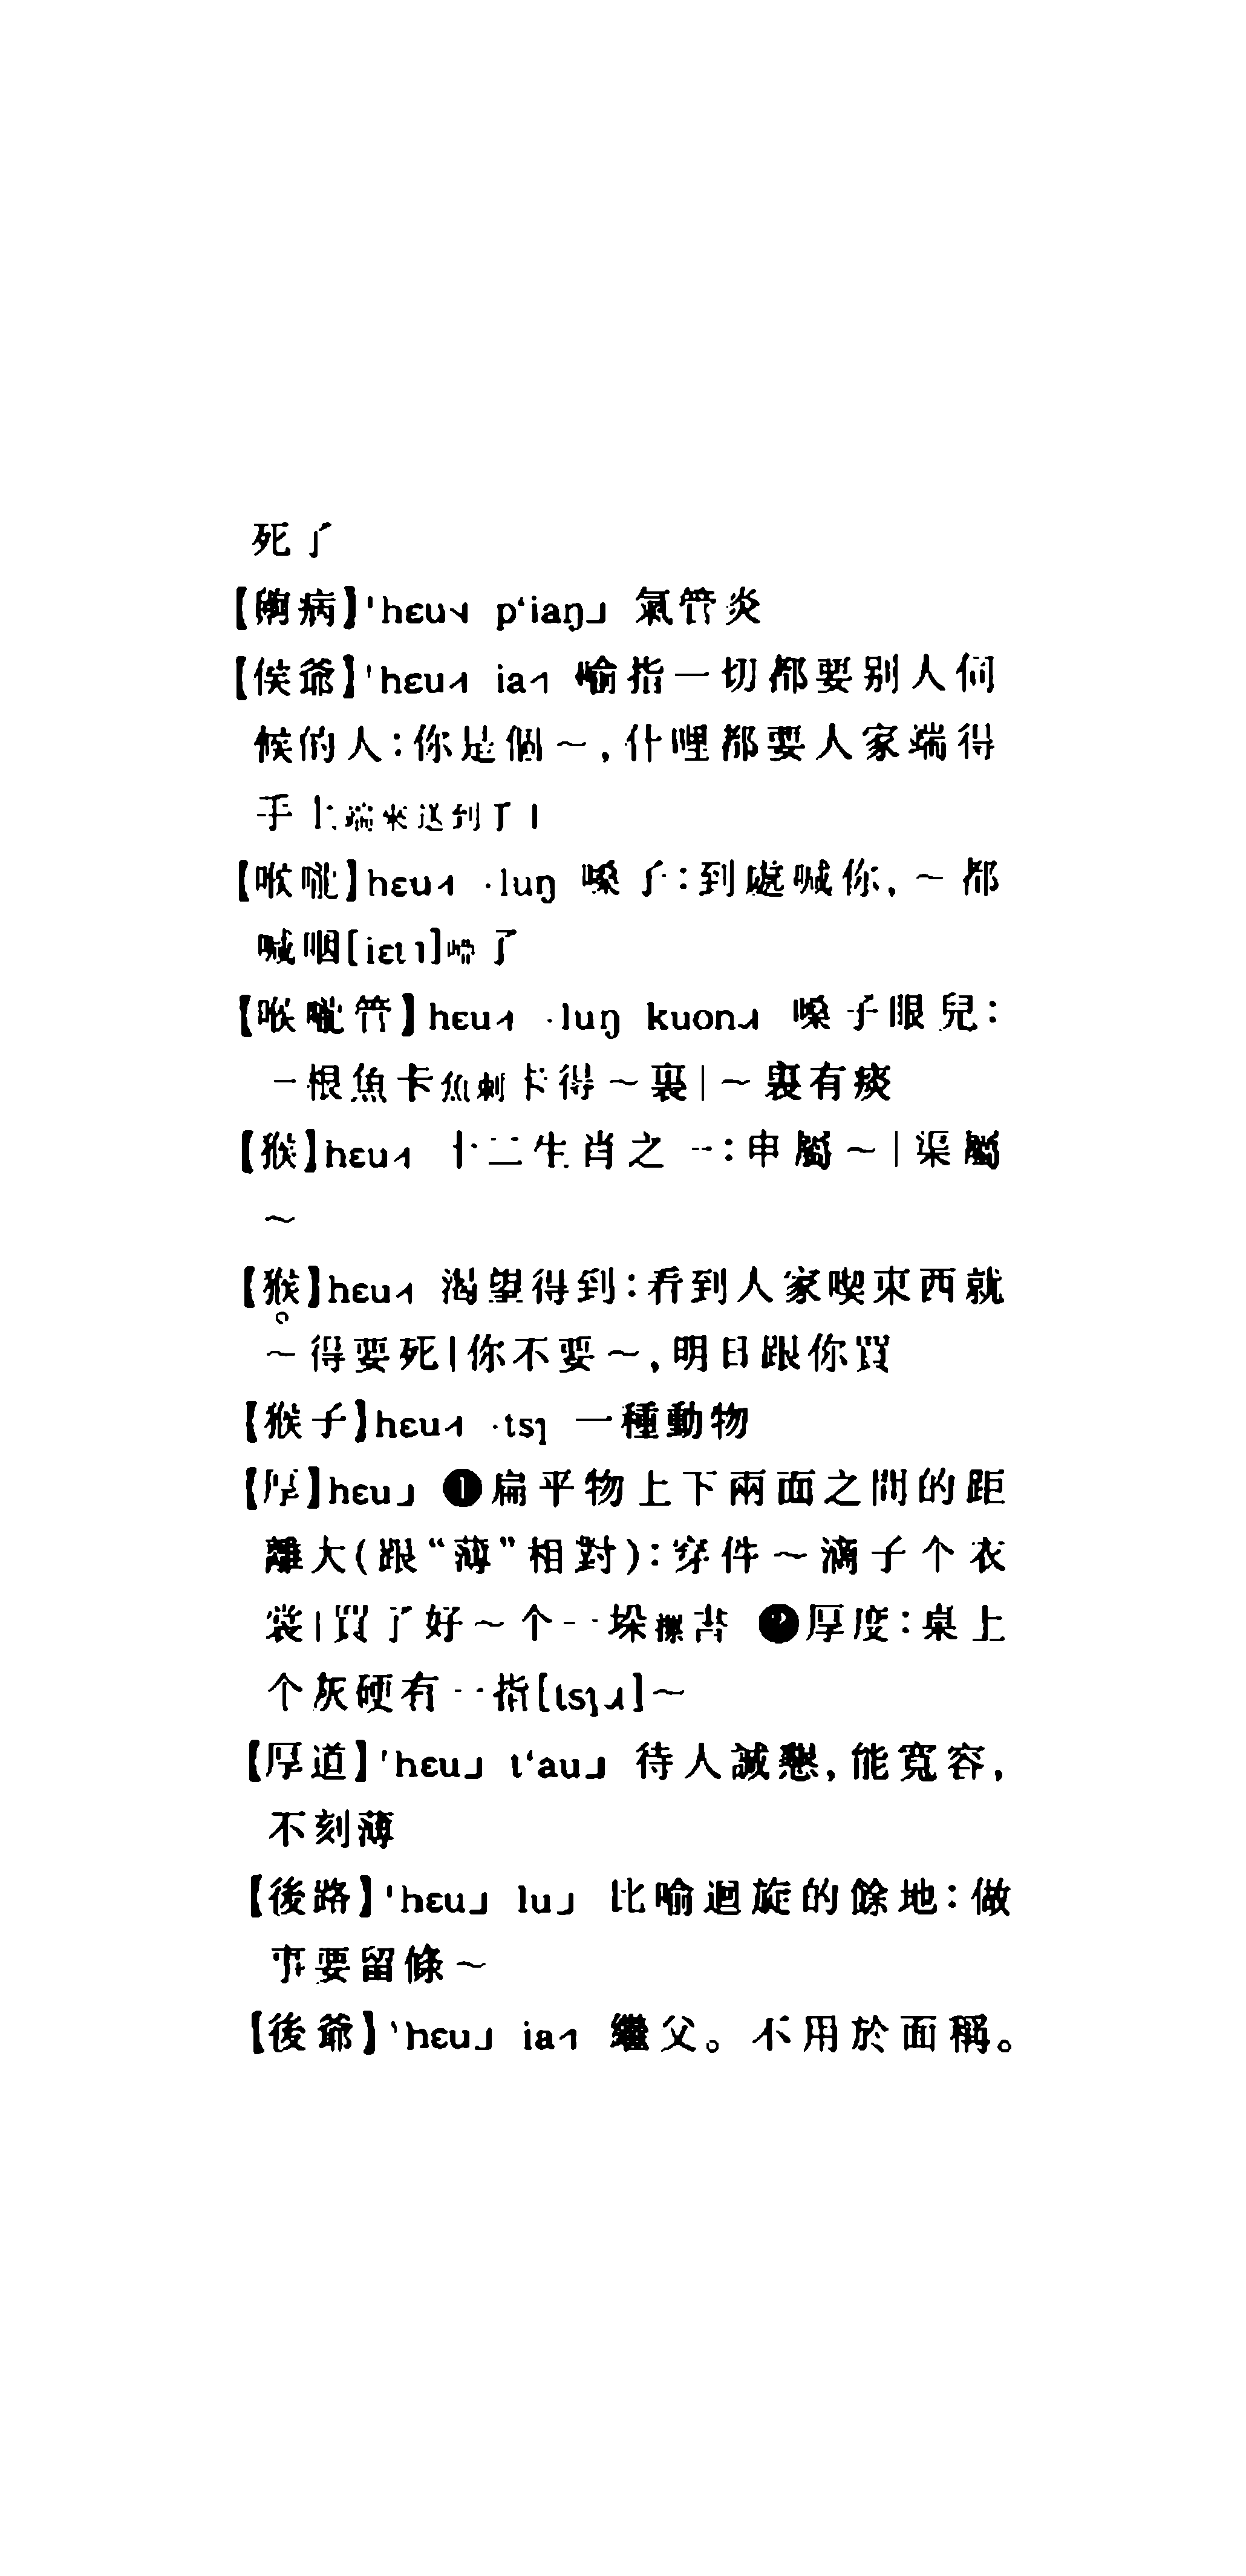 死了
【齁病】'hɛu˧˨ p‘iaŋ˩ 氣管炎
【侯爺】'hɛu˨˦ ia˨˦ 喻指一切都要别人伺
候的人：你是個～，什哩都要人家端得
手上端來送到了丨
【喉嚨】hɛu˨˦ ·luŋ 嗓子：到處喊你，～都
喊咽[iɛt˥]啞了
【喉嚨管】hɛu˨˦ ·luŋ kuon˨˩˧ 嗓子眼兒：
一根魚卡魚刺卡得～裏｜～裏有痰
【猴】hɛu˨˦ 十二生肖之一：申屬～｜渠屬
～
【猴】hɛu˨˦ 渴望得到：看到人家喫東西就
～得要死｜你不要～，明日跟你買
【猴子】hɛu˨˦ ·tsɿ 一種動物
【厚】hɛu˩ ❶扁平物上下兩面之間的距
離大(跟“薄”相對)：穿件～滴子个衣
裳｜買了好～个一垛摞書 ❷厚度：桌上
个灰硬有一指[tsɿ˨˩˧]～
【厚道】'hɛu˩ t‘au˩ 待人誠懇，能寬容，
不刻薄
【後路】'hɛu˩ lu˩ 比喻迴旋的餘地：做
事要留條～
【後爺】'hɛu˩ ia˨˦ 繼父。不用於面稱。